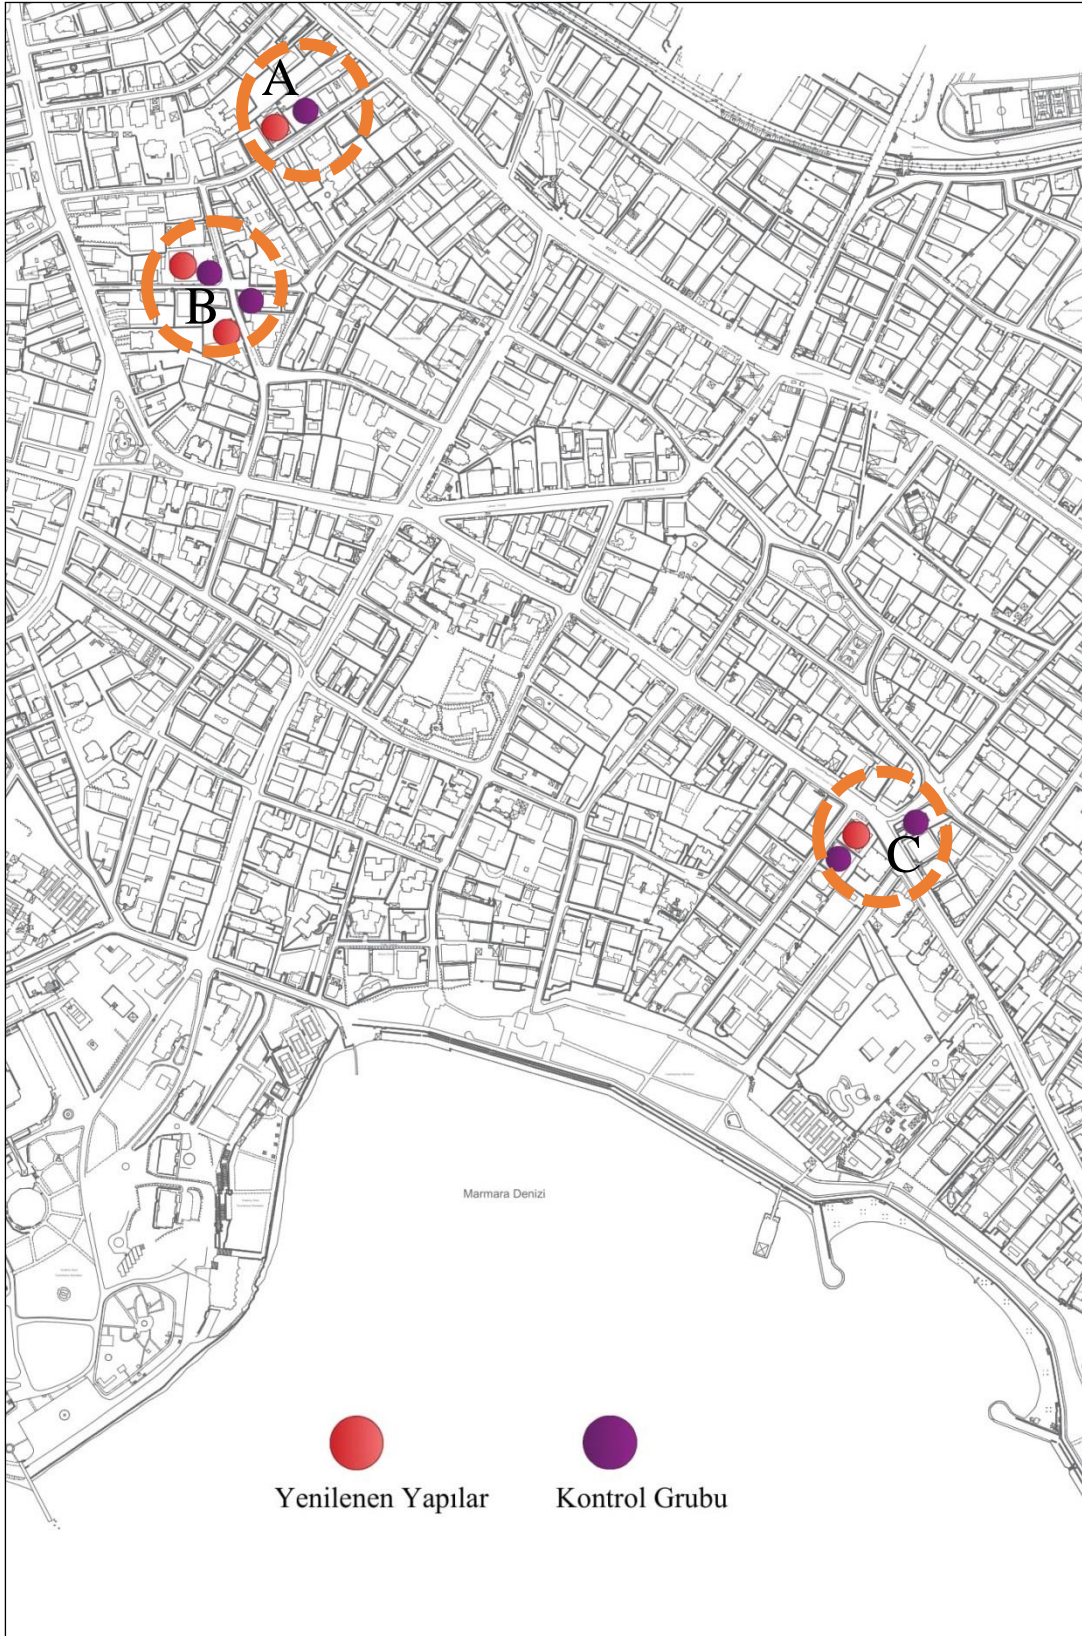 A
B
C
Marmara Denizi
Yenilenen Yapılar
Kontrol Grubu